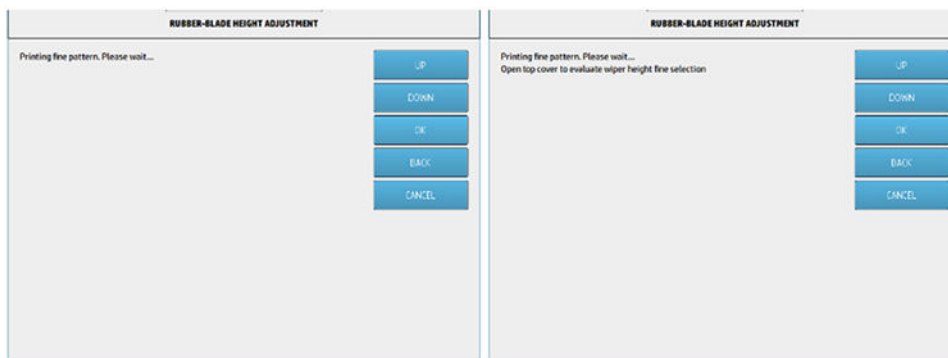 RUBBER-BLADE HEIGHT ADJUSTMENT
Printing fine pattern. Please wait...
UP
DOWN
OK
BACK
CANCEL
RUBBER-BLADE HEIGHT ADJUSTMENT
Printing fine pattern. Please wait...
Open top cover to evaluate wiper height fine selection
UP
DOWN
OK
BACK
CANCEL